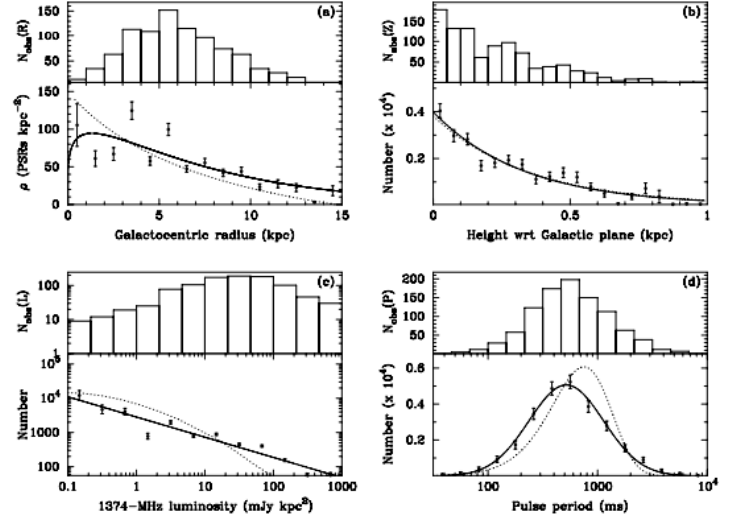 (a)
N_obs(R)
150
100
50
ρ (PSRs kpc⁻²)
150
100
50
0
0 5 10 15
Galactocentric radius (kpc)
(b)
N_obs(Z)
150
100
50
Number (x 10⁴)
0.4
0.2
0 0.5 1
Height wrt Galactic plane (kpc)
(c)
N_obs(L)
100
10
1
Number
10⁵
10⁴
1000
100
0.1 1 10 100 1000
1374-MHz luminosity (mJy kpc²)
(d)
N_obs(P)
200
150
100
50
Number (x 10⁴)
0.6
0.4
0.2
100 1000 10⁴
Pulse period (ms)